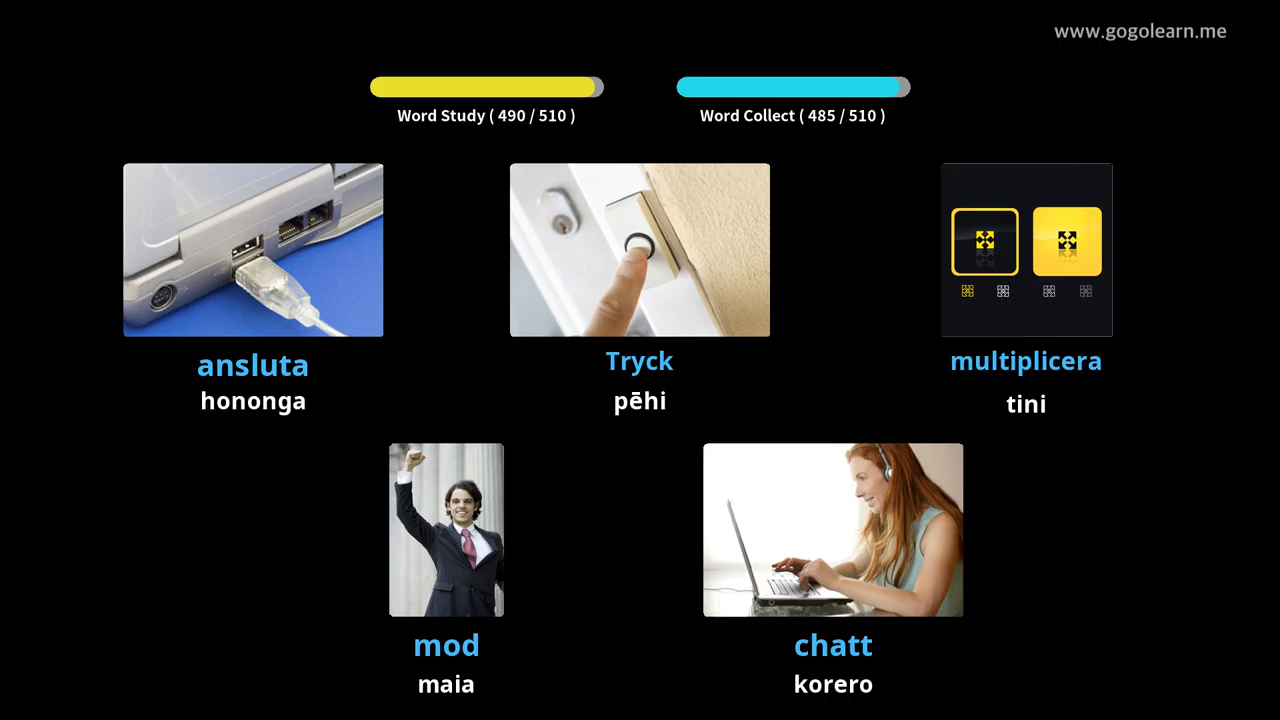 www.gogolearn.me
Word Study ( 490 / 510 )
Word Collect ( 485 / 510 )
ansluta
hononga
Tryck
pēhi
multiplicera
tini
mod
maia
chatt
korero